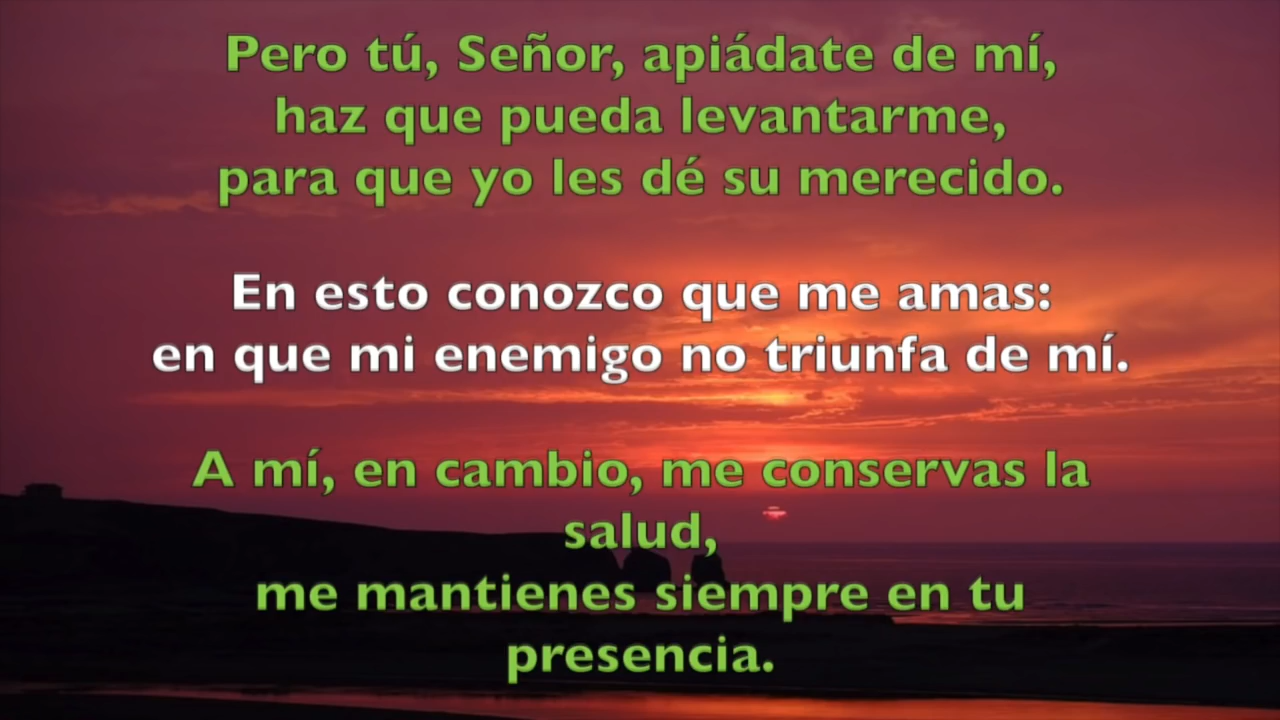 Pero tú, Señor, apiádate de mí,
haz que pueda levantarme,
para que yo les dé su merecido.
En esto conozco que me amas:
en que mi enemigo no triunfa de mí.
A mí, en cambio, me conservas la
salud,
me mantienes siempre en tu
presencia.